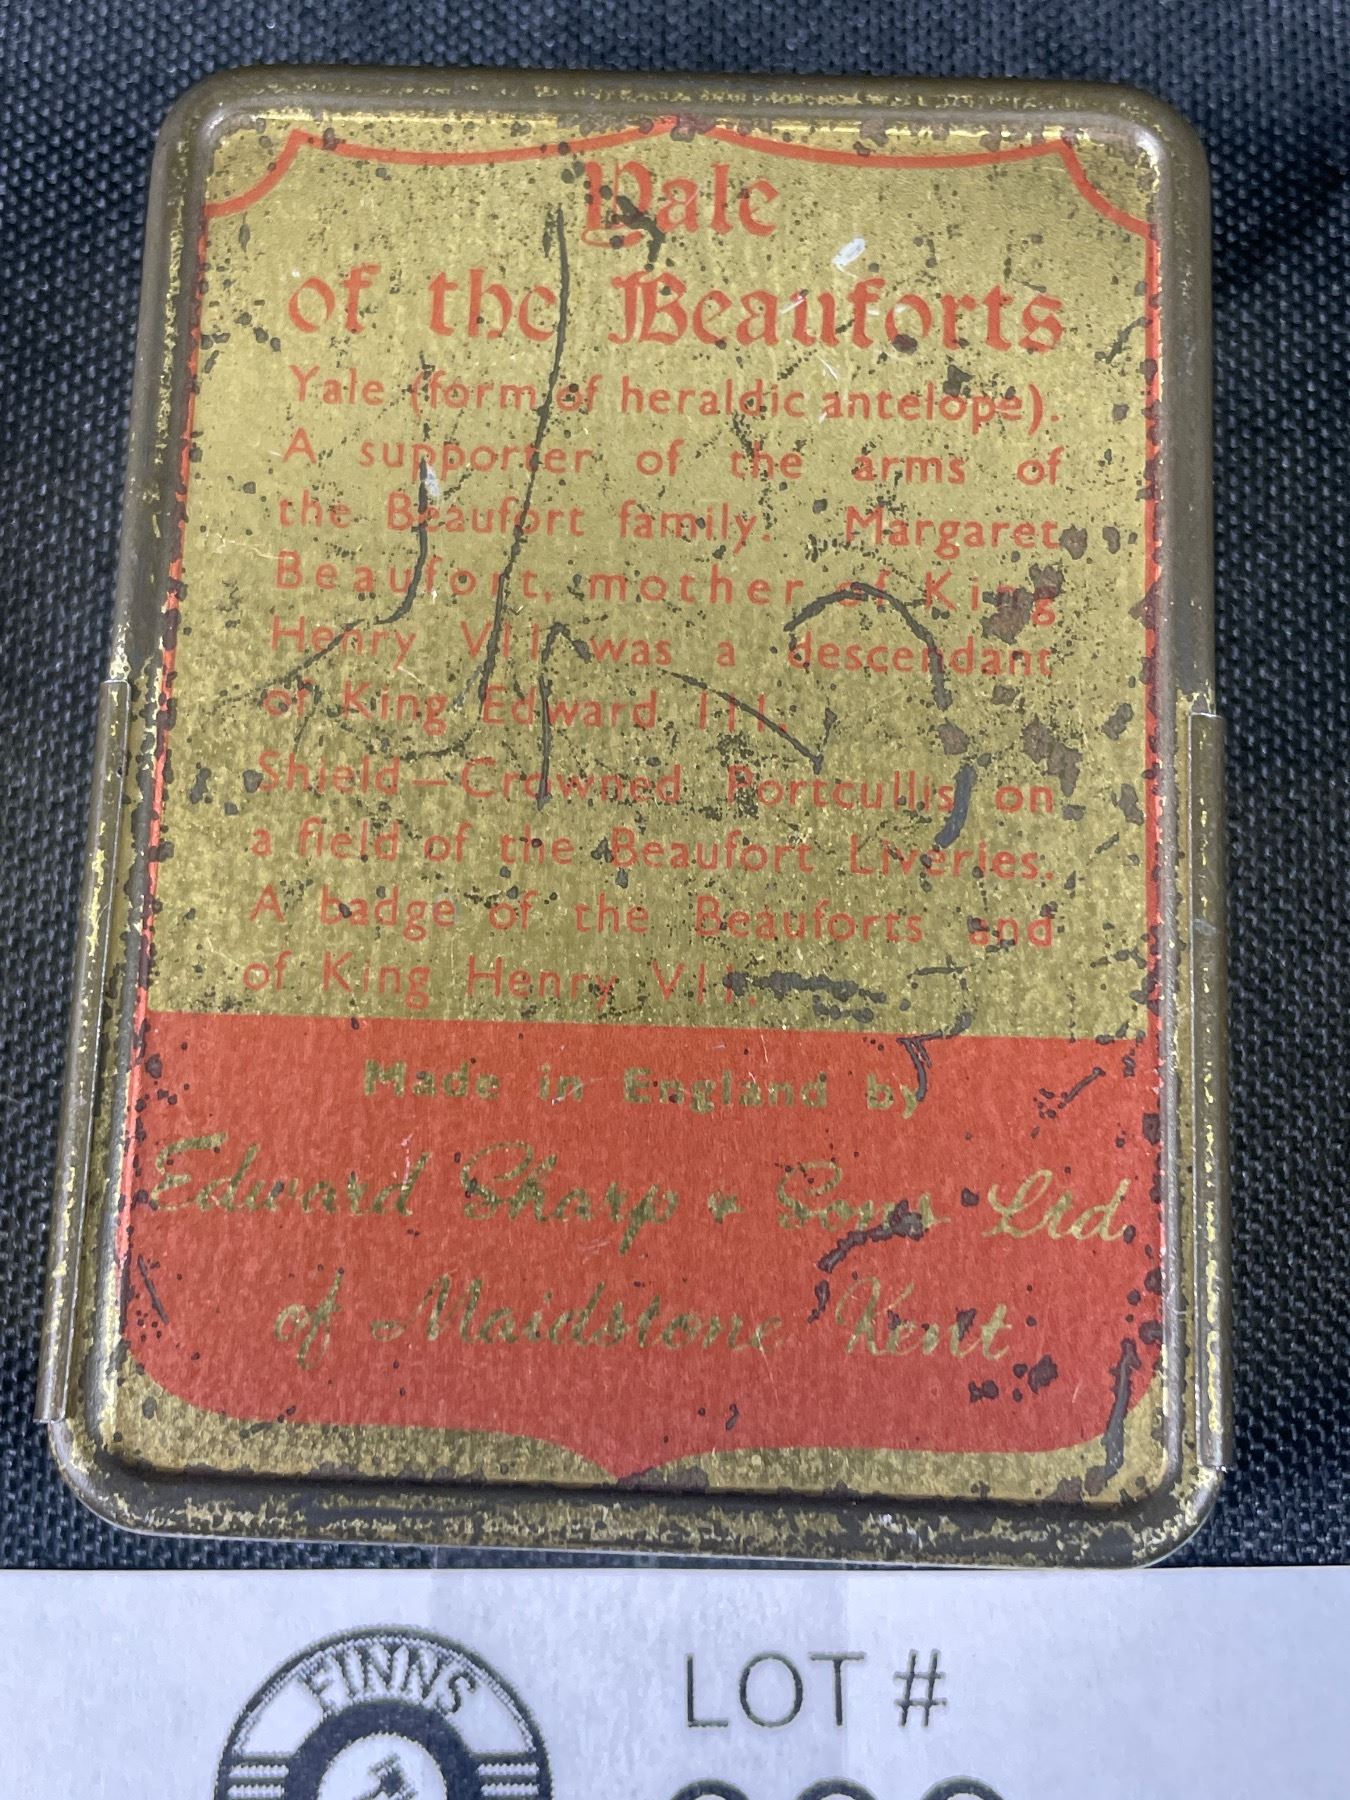 Yale
of the Beauforts
Yale (form of heraldic antelope).
A supporter of the arms of
the Beaufort family. Margaret
Beaufort, mother of King
Henry VII was a descendant
of King Edward III.
Shield—Crowned Portcullis on
a field of the Beaufort Liveries.
A badge of the Beauforts and
of King Henry VII.
Made in England by
Edward Sharp & Sons Ltd.
of Maidstone Kent
FINNS
LOT #